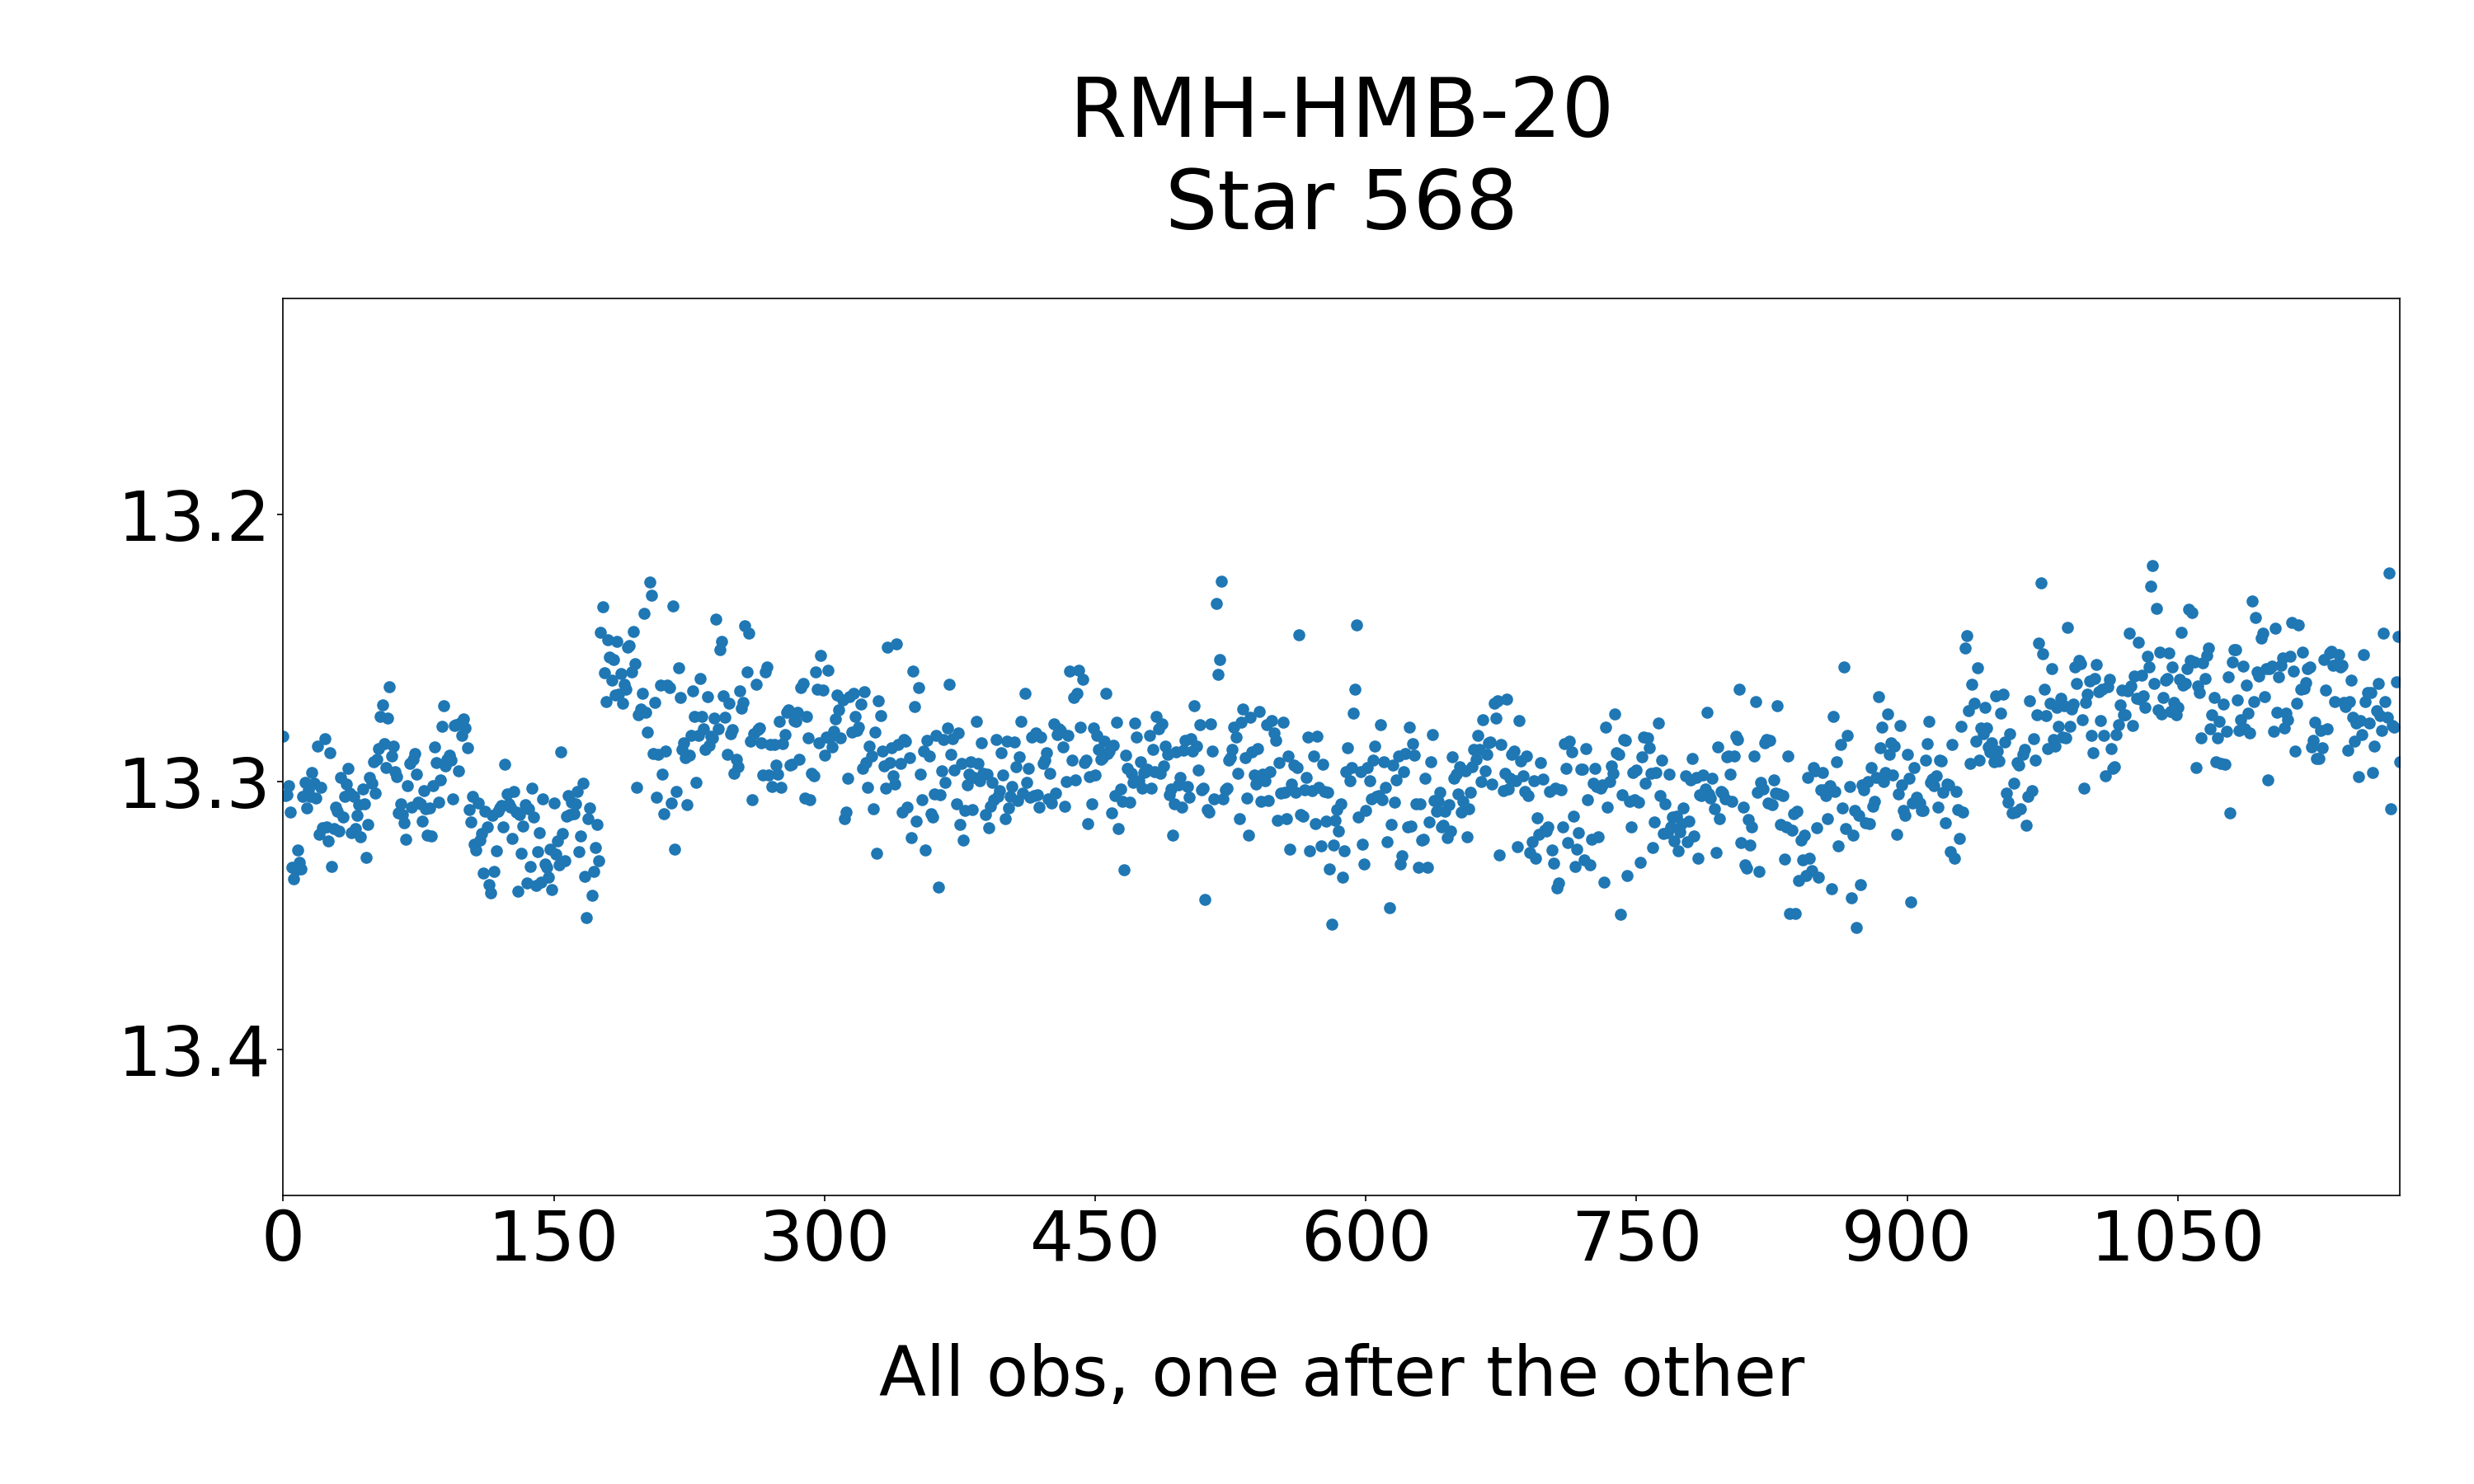 RMH-HMB-20
Star 568
13.2
13.3
13.4
0 150 300 450 600 750 900 1050
All obs, one after the other